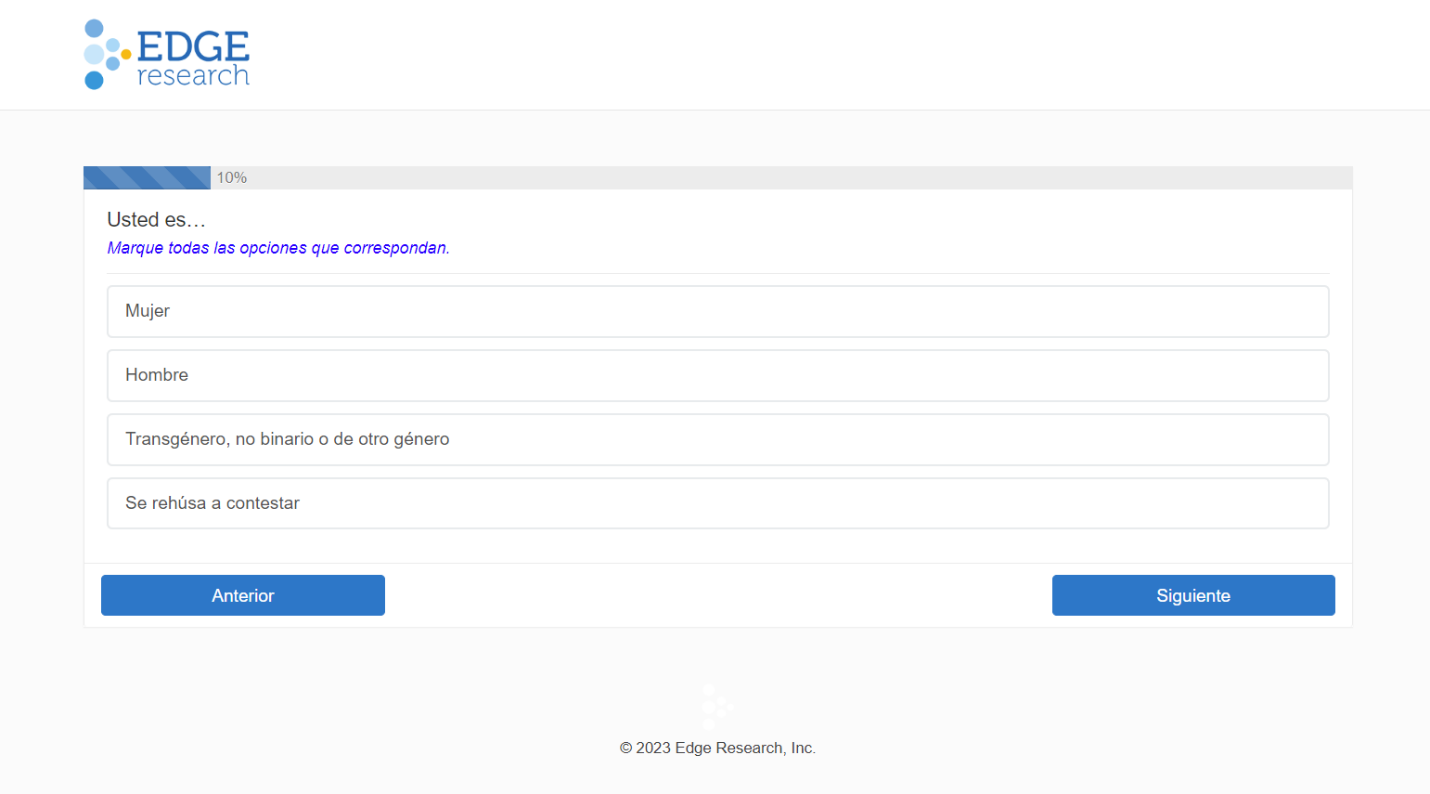 EDGE
research
10%
Usted es…
Marque todas las opciones que correspondan.
Mujer
Hombre
Transgénero, no binario o de otro género
Se rehúsa a contestar
Anterior
Siguiente
© 2023 Edge Research, Inc.